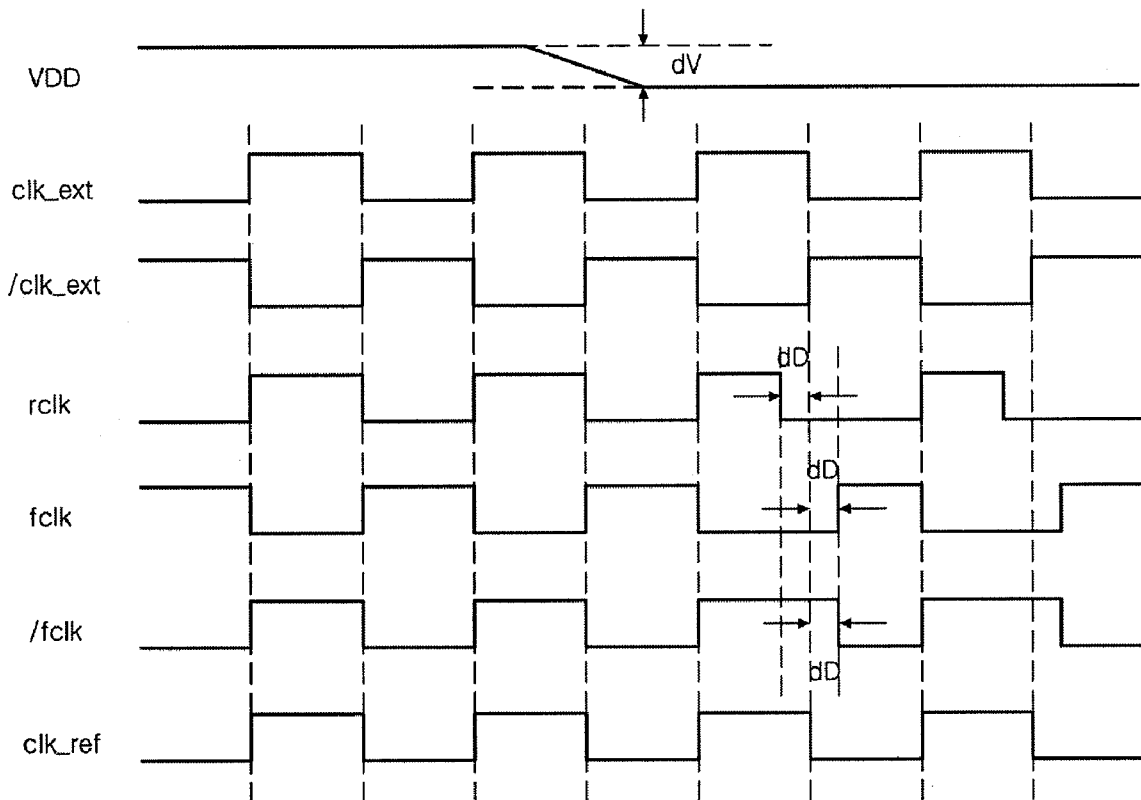 VDD
dV
clk_ext
/clk_ext
dD
rclk
dD
fclk
/fclk
dD
clk_ref